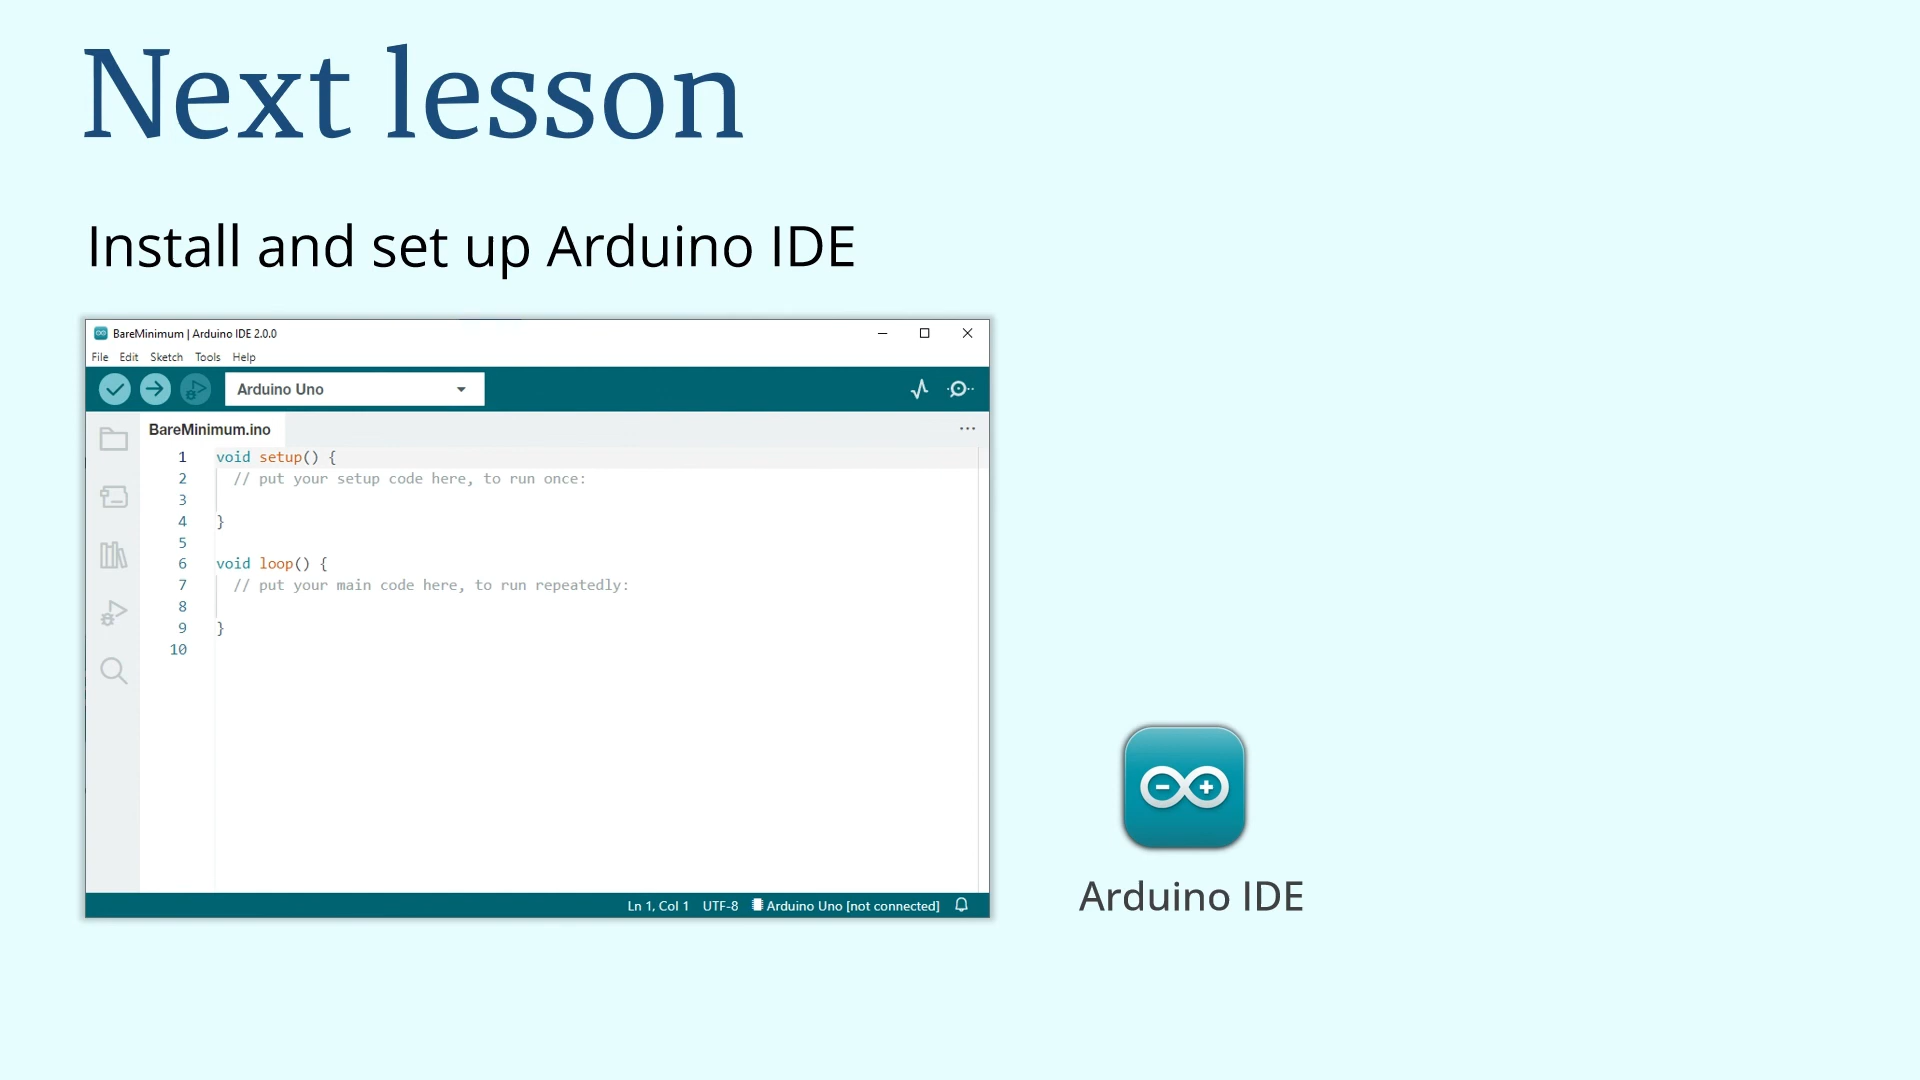 Next lesson
Install and set up Arduino IDE
BareMinimum | Arduino IDE 2.0.0
File Edit Sketch Tools Help
Arduino Uno
BareMinimum.ino
1 void setup() {
2 // put your setup code here, to run once:
3
4 }
5
6 void loop() {
7 // put your main code here, to run repeatedly:
8
9 }
10
Ln 1, Col 1 UTF-8 Arduino Uno [not connected]
Arduino IDE